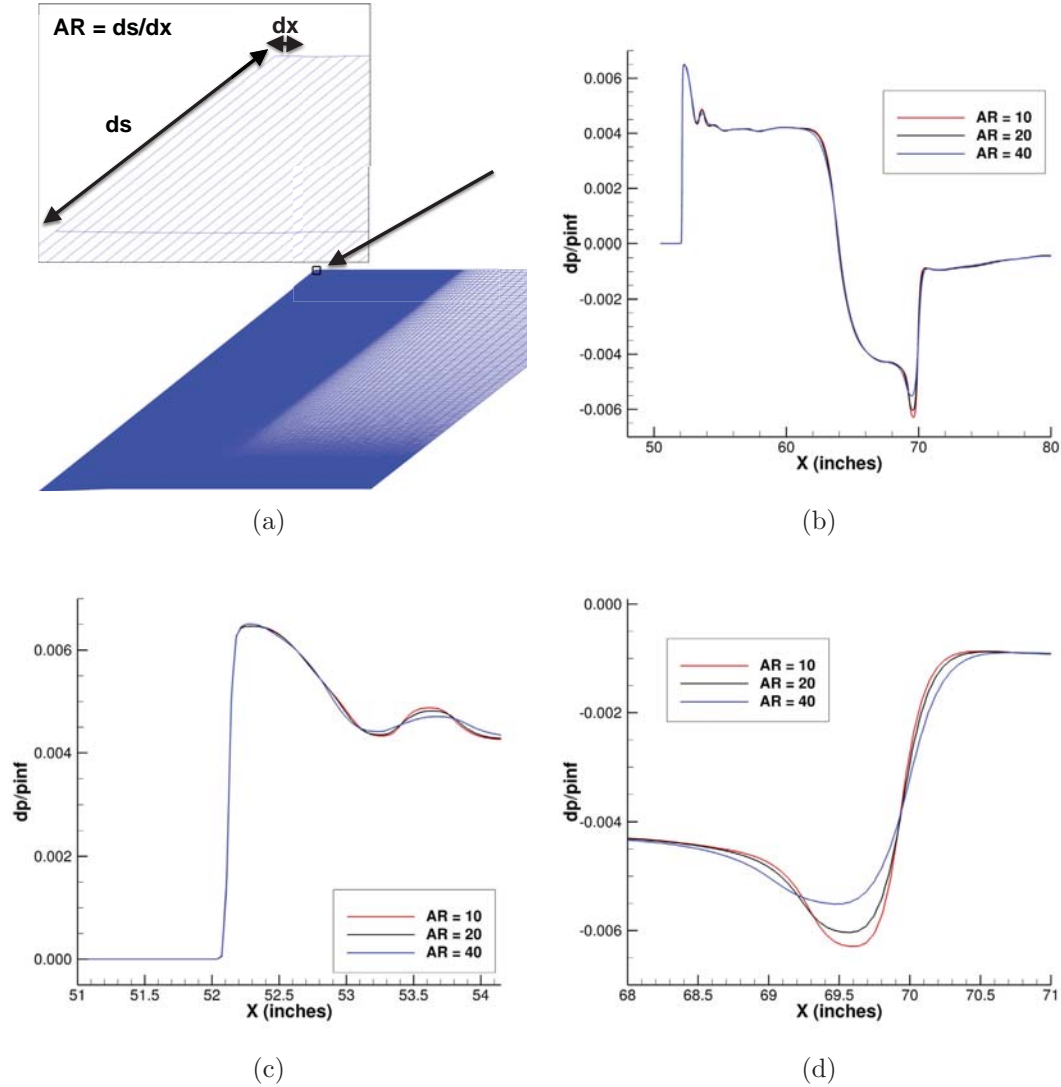 AR = ds/dx
dx
ds
(a)
0.006
0.004
0.002
0.000
-0.002
-0.004
-0.006
dp/pinf
50
60
70
80
X (inches)
AR = 10
AR = 20
AR = 40
(b)
0.006
0.004
0.002
0.000
dp/pinf
51
51.5
52
52.5
53
53.5
54
X (inches)
AR = 10
AR = 20
AR = 40
(c)
0.000
-0.002
-0.004
-0.006
dp/pinf
68
68.5
69
69.5
70
70.5
71
X (inches)
AR = 10
AR = 20
AR = 40
(d)